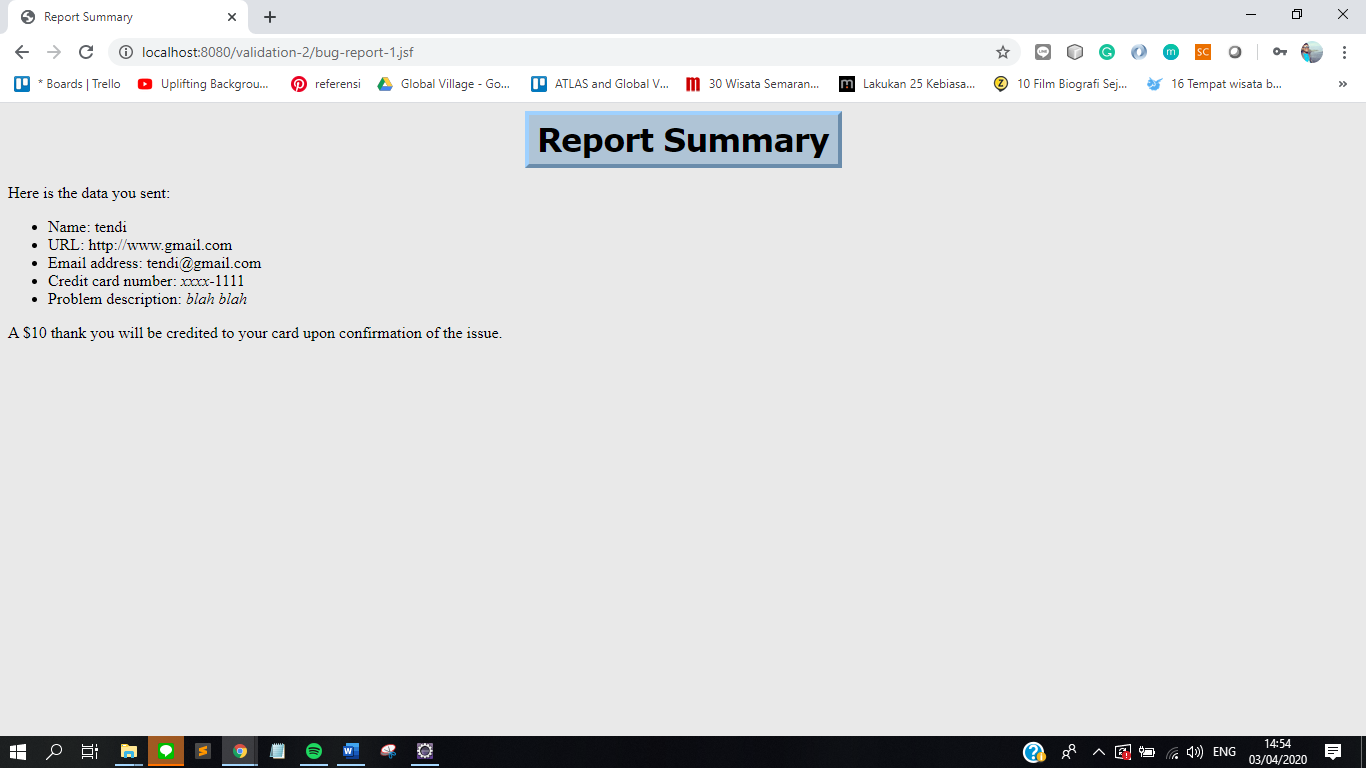 Report Summary
localhost:8080/validation-2/bug-report-1.jsf
* Boards | Trello
Uplifting Backgrou...
referensi
Global Village - Go...
ATLAS and Global V...
30 Wisata Semaran...
Lakukan 25 Kebiasa...
10 Film Biografi Sej...
16 Tempat wisata b...
»
Report Summary
Here is the data you sent:
• Name: tendi
• URL: http://www.gmail.com
• Email address: tendi@gmail.com
• Credit card number: xxxx-1111
• Problem description: blah blah
A $10 thank you will be credited to your card upon confirmation of the issue.
ENG
14:54
03/04/2020